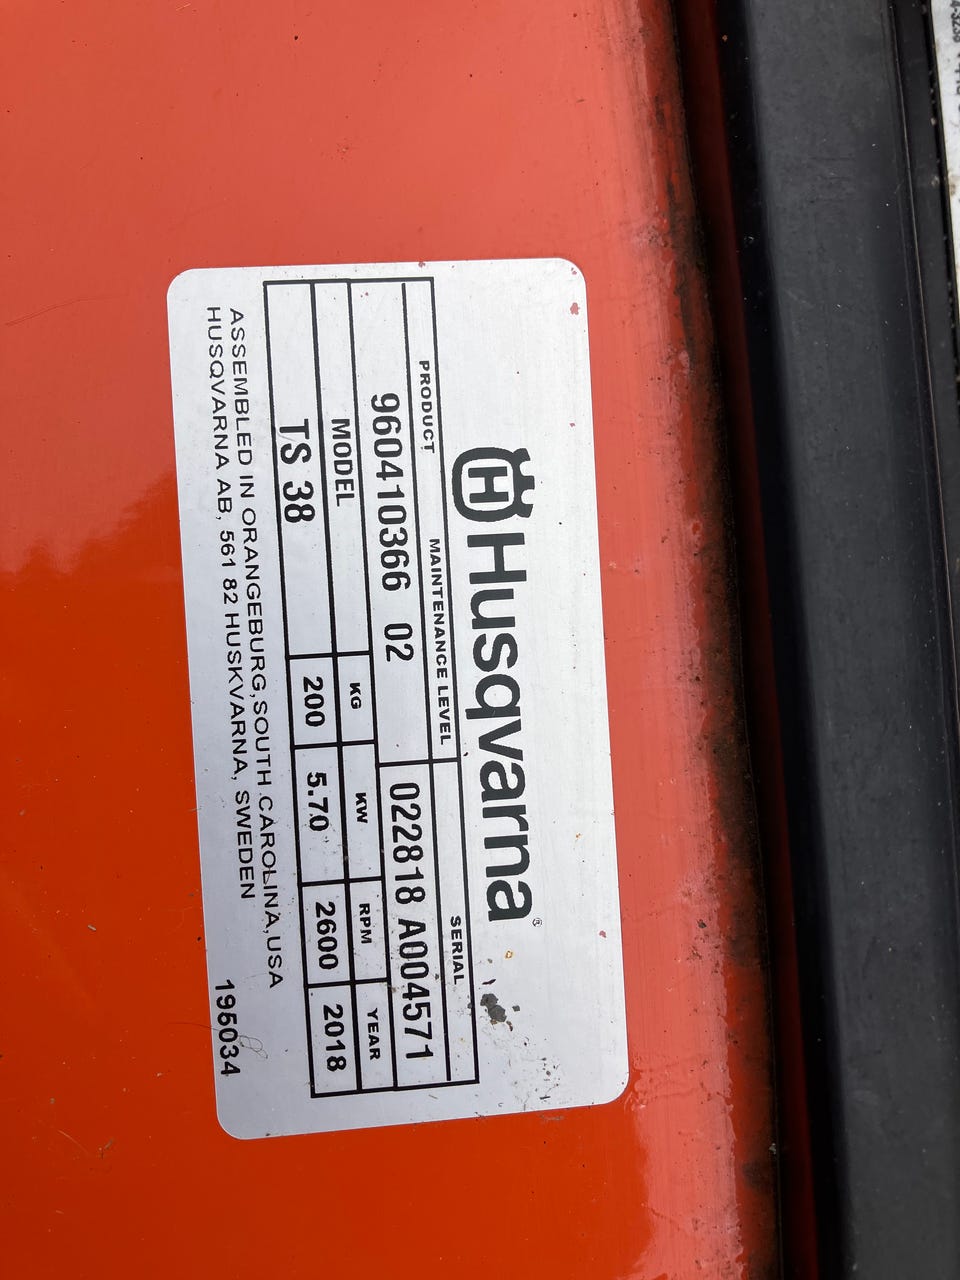 Husqvarna®
PRODUCT MAINTENANCE LEVEL SERIAL
960410366 02 022818 A004571
MODEL KG KW RPM YEAR
TS 38 200 5.70 2600 2018
ASSEMBLED IN ORANGEBURG, SOUTH CAROLINA, USA
HUSQVARNA AB, 561 82 HUSKVARNA, SWEDEN
195034